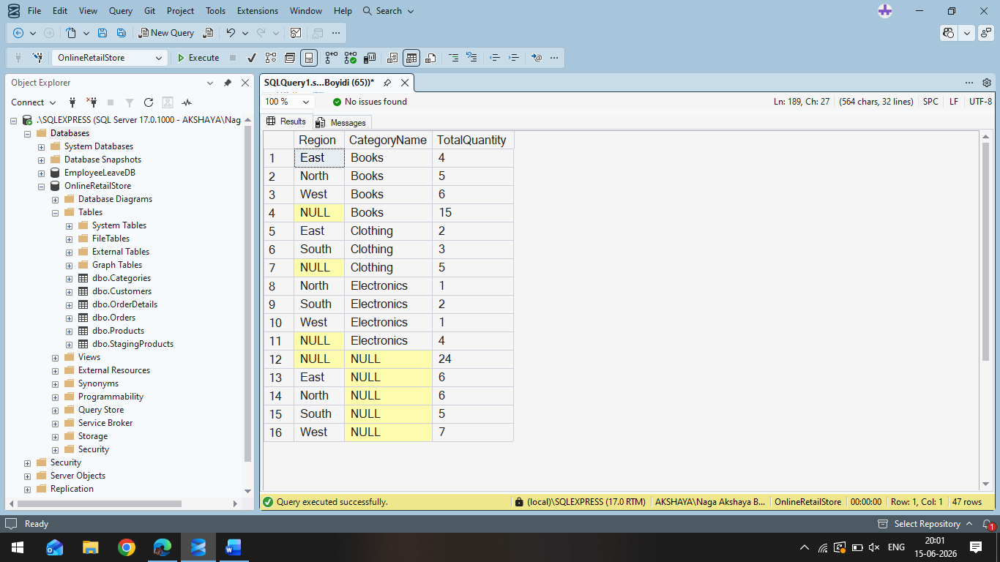 File Edit View Query Git Project Tools Extensions Window Help Search
New Query
OnlineRetailStore Execute
Object Explorer
Connect
.\SQLEXPRESS (SQL Server 17.0.1000 - AKSHAYA\Nag
Databases
System Databases
Database Snapshots
EmployeeLeaveDB
OnlineRetailStore
Database Diagrams
Tables
System Tables
FileTables
External Tables
Graph Tables
dbo.Categories
dbo.Customers
dbo.OrderDetails
dbo.Orders
dbo.Products
dbo.StagingProducts
Views
External Resources
Synonyms
Programmability
Query Store
Service Broker
Storage
Security
Security
Server Objects
Replication
SQLQuery1.s...Boyidi (65))*
100 % No issues found Ln: 189, Ch: 27 (564 chars, 32 lines) SPC LF UTF-8
Results Messages
Region CategoryName TotalQuantity
1 East Books 4
2 North Books 5
3 West Books 6
4 NULL Books 15
5 East Clothing 2
6 South Clothing 3
7 NULL Clothing 5
8 North Electronics 1
9 South Electronics 2
10 West Electronics 1
11 NULL Electronics 4
12 NULL NULL 24
13 East NULL 6
14 North NULL 6
15 South NULL 5
16 West NULL 7
Query executed successfully. (local)\SQLEXPRESS (17.0 RTM) AKSHAYA\Naga Akshaya B... OnlineRetailStore 00:00:00 Row: 1, Col: 1 47 rows
Ready Select Repository 1
ENG 20:01
15-06-2026